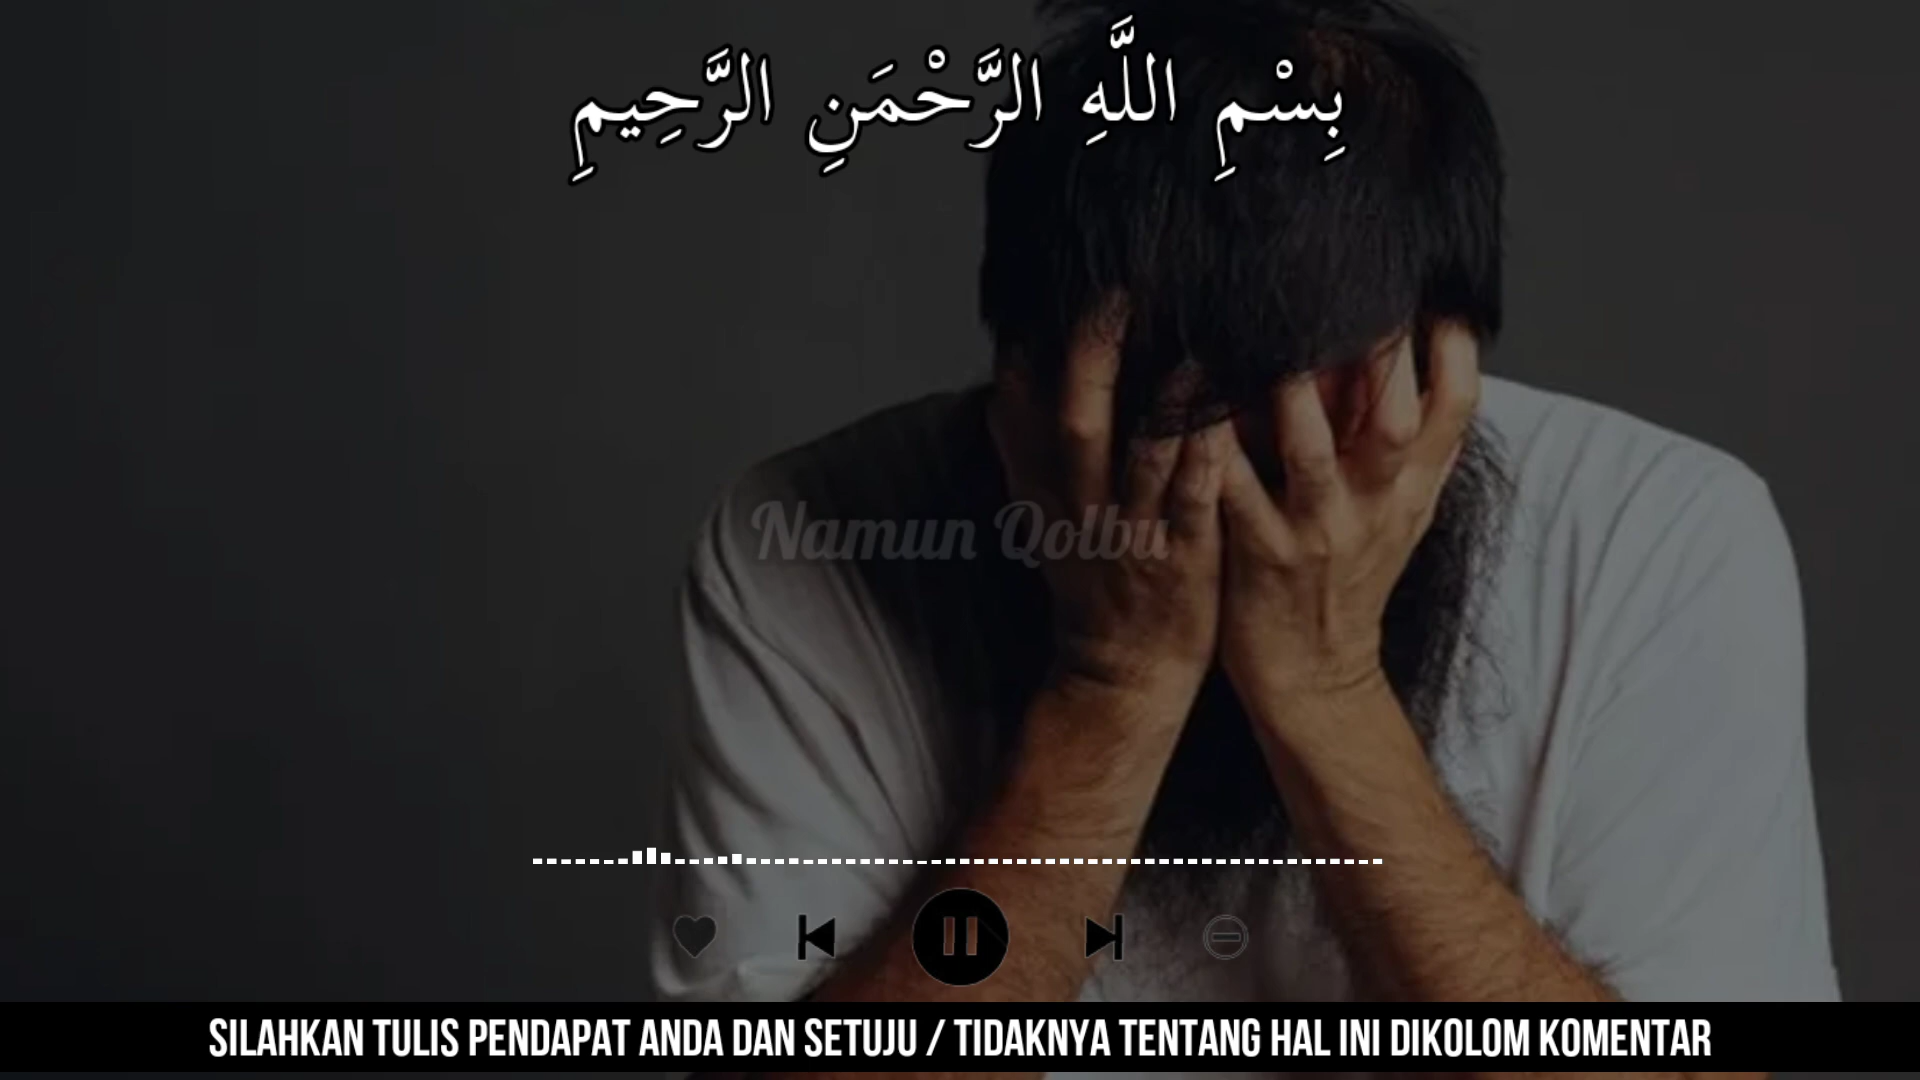 بِسْمِ اللَّهِ الرَّحْمَنِ الرَّحِيمِ
Namun Qolbu
SILAHKAN TULIS PENDAPAT ANDA DAN SETUJU / TIDAKNYA TENTANG HAL INI DIKOLOM KOMENTAR